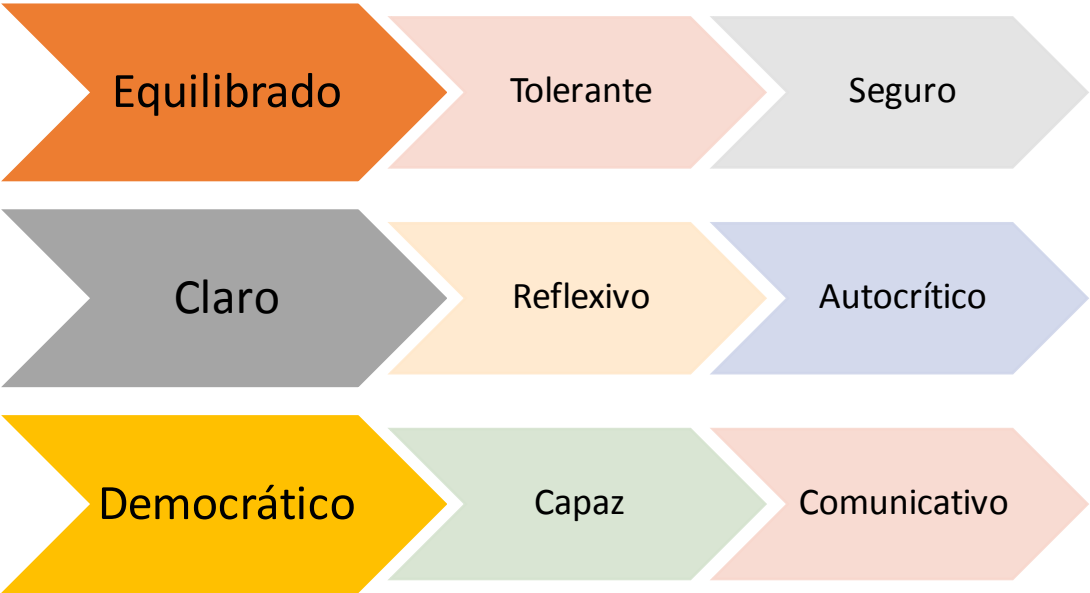 Equilibrado
Tolerante
Seguro
Claro
Reflexivo
Autocrítico
Democrático
Capaz
Comunicativo